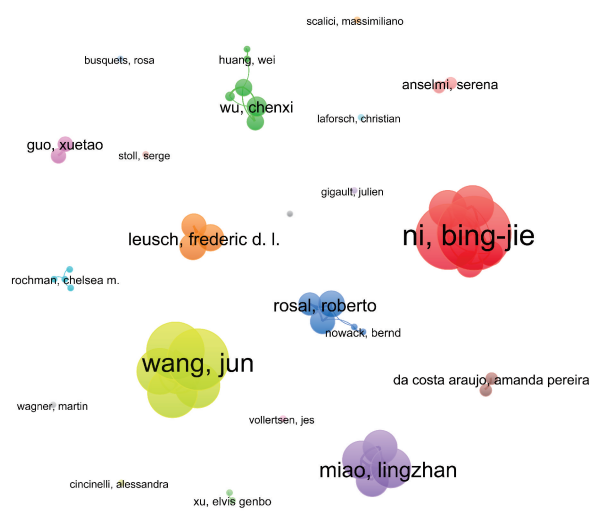 scalici, massimiliano
busquets, rosa
huang, wei
anselmi, serena
wu, chenxi
laforsch, christian
guo, xuetao
stoll, serge
gigault, julien
ni, bing-jie
leusch, frederic d. l.
rochman, chelsea m.
rosal, roberto
nowack, bernd
wang, jun
da costa araujo, amanda pereira
wagner, martin
vollertsen, jes
miao, lingzhan
cincinelli, alessandra
xu, elvis genbo